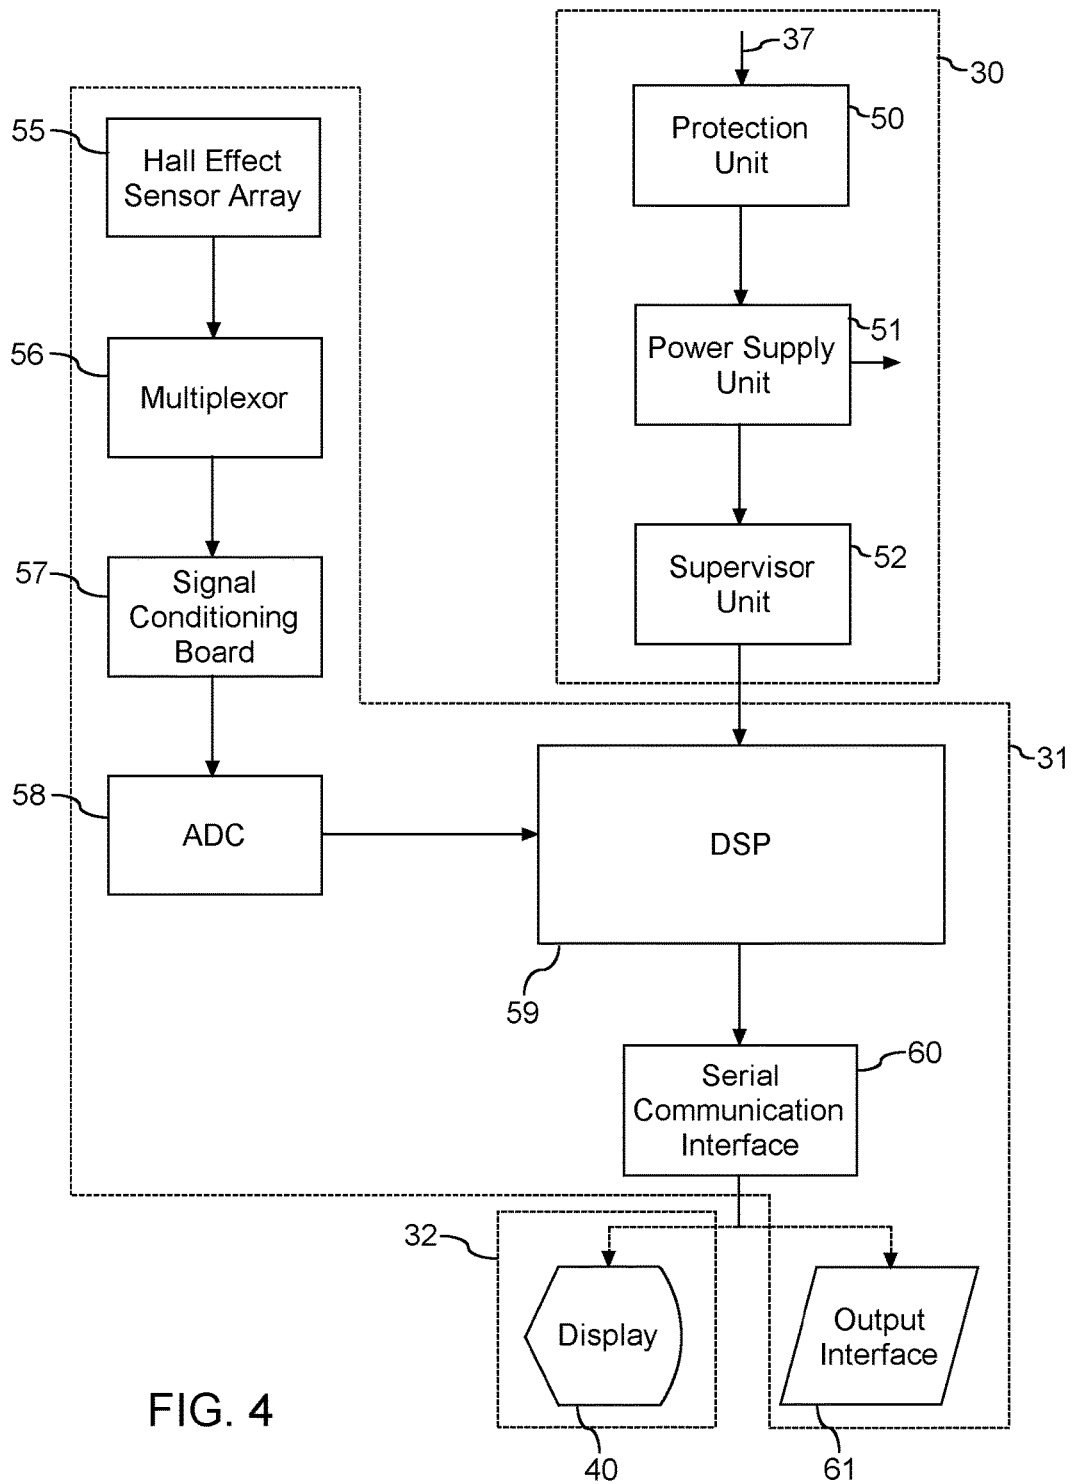 37
30
50
Protection
Unit
55
Hall Effect
Sensor Array
51
Power Supply
Unit
56
Multiplexor
52
Supervisor
Unit
57
Signal
Conditioning
Board
31
58
ADC
DSP
59
60
Serial
Communication
Interface
32
Display
Output
Interface
FIG. 4
40
61